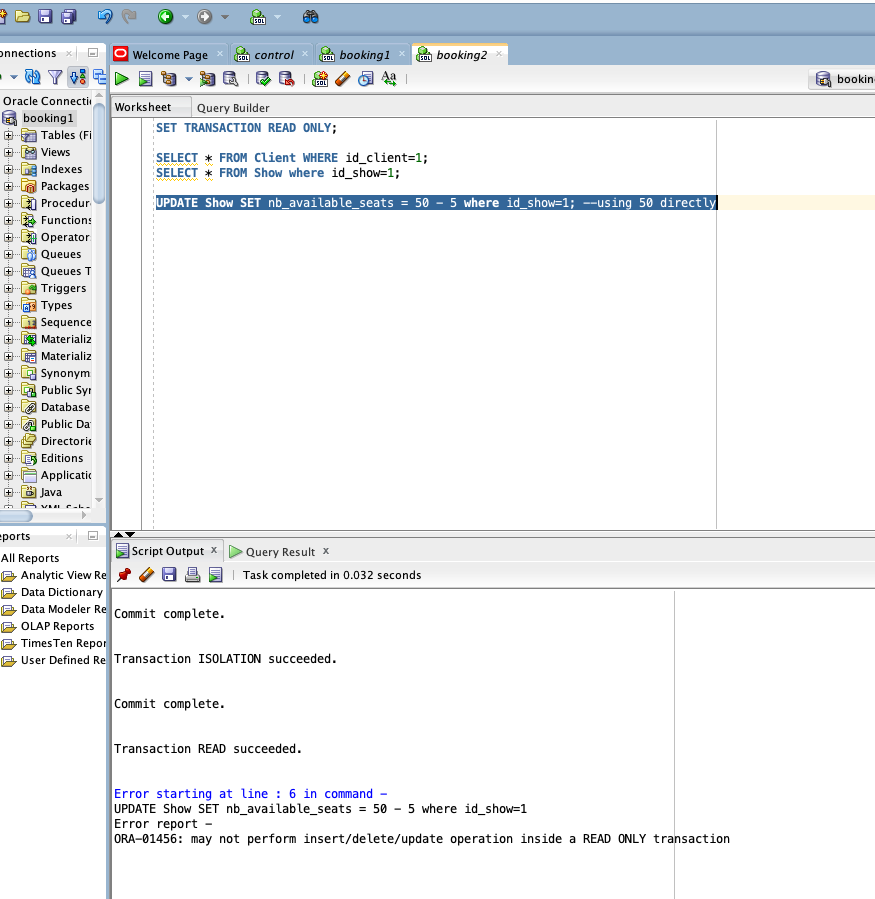 onnections
Oracle Connecti
booking1
Tables (Fi
Views
Indexes
Packages
Procedur
Functions
Operator
Queues
Queues T
Triggers
Types
Sequence
Materializ
Materializ
Synonym
Public Syr
Database
Public Da
Directorie
Editions
Applicatic
Java
XML Sch
eports
All Reports
Analytic View Re
Data Dictionary
Data Modeler Re
OLAP Reports
TimesTen Repor
User Defined Re
Welcome Page
control
booking1
booking2
bookin
Worksheet
Query Builder
SET TRANSACTION READ ONLY;
SELECT * FROM Client WHERE id_client=1;
SELECT * FROM Show where id_show=1;
UPDATE Show SET nb_available_seats = 50 - 5 where id_show=1; --using 50 directly
Script Output
Query Result
Task completed in 0.032 seconds
Commit complete.
Transaction ISOLATION succeeded.
Commit complete.
Transaction READ succeeded.
Error starting at line : 6 in command -
UPDATE Show SET nb_available_seats = 50 - 5 where id_show=1
Error report -
ORA-01456: may not perform insert/delete/update operation inside a READ ONLY transaction